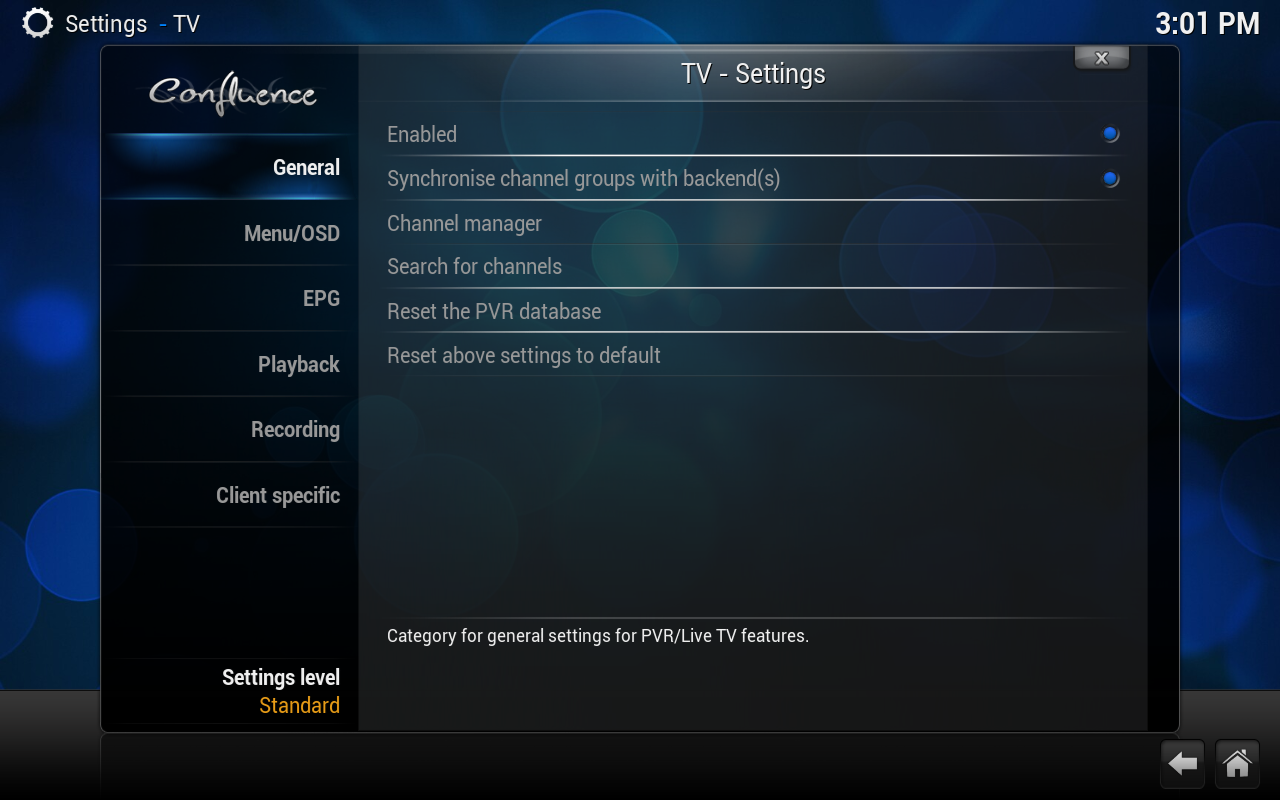 Settings - TV
3:01 PM
Confluence
TV - Settings
x
General
Menu/OSD
EPG
Playback
Recording
Client specific
Settings level
Standard
Enabled
Synchronise channel groups with backend(s)
Channel manager
Search for channels
Reset the PVR database
Reset above settings to default
Category for general settings for PVR/Live TV features.